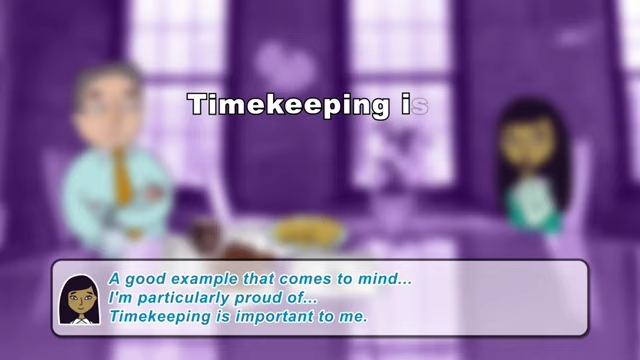 Timekeeping is
A good example that comes to mind...
I'm particularly proud of...
Timekeeping is important to me.